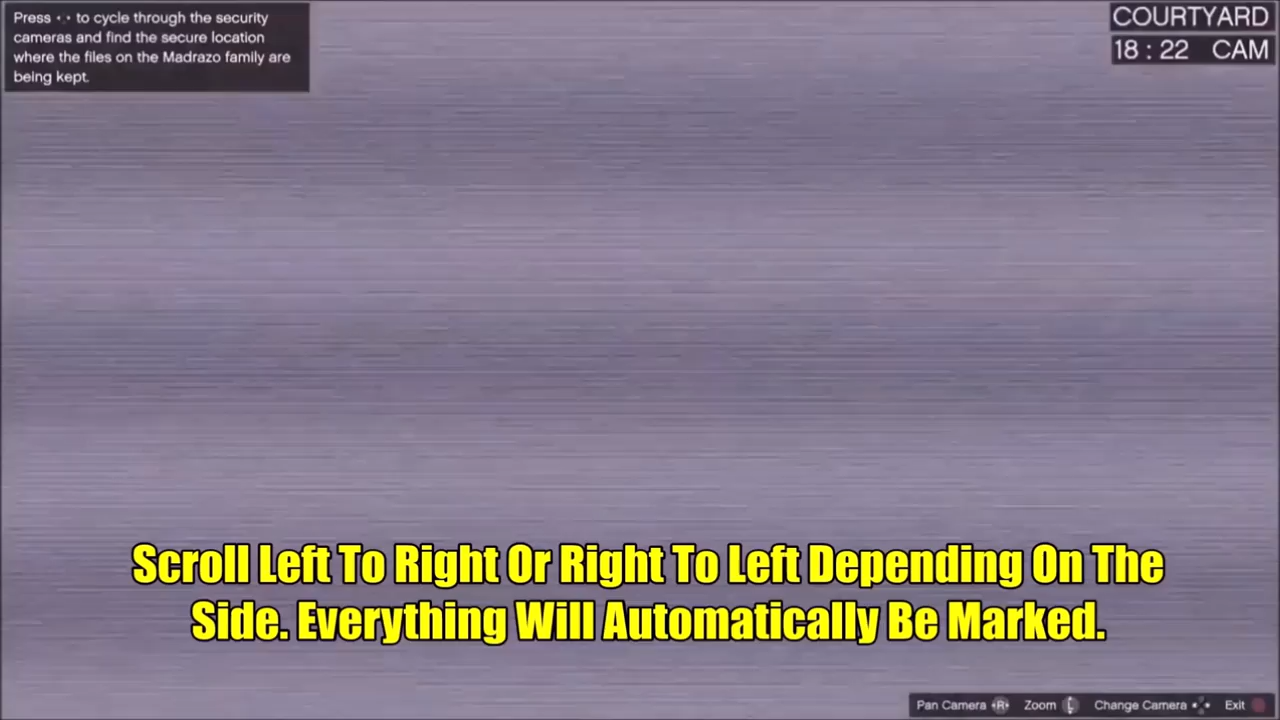 Press to cycle through the security
cameras and find the secure location
where the files on the Madrazo family are
being kept.
COURTYARD
18 : 22 CAM
Scroll Left To Right Or Right To Left Depending On The
Side. Everything Will Automatically Be Marked.
Pan Camera R Zoom L Change Camera Exit